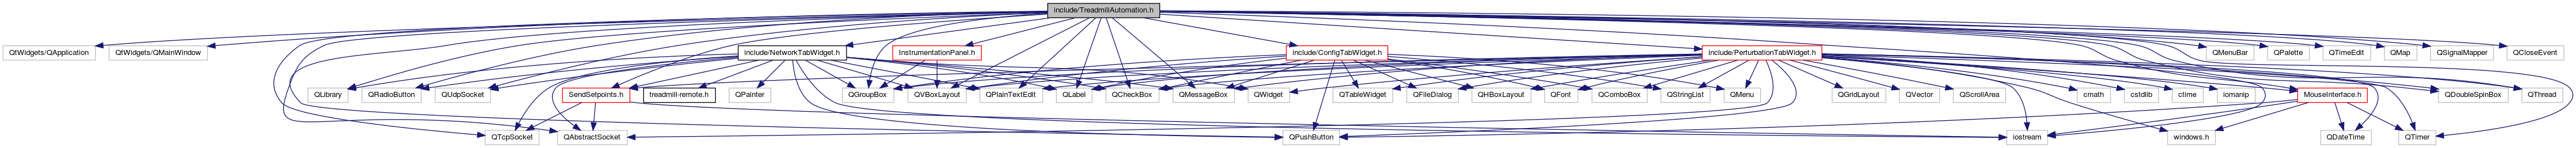 include/TreadmillAutomation.h
QtWidgets/QApplication
QtWidgets/QMainWindow
include/NetworkTabWidget.h
InstrumentationPanel.h
include/ConfigTabWidget.h
include/PerturbationTabWidget.h
QMenuBar
QPalette
QTimeEdit
QMap
QSignalMapper
QCloseEvent
QLibrary
QRadioButton
QUdpSocket
SendSetpoints.h
treadmill-remote.h
QPainter
QGroupBox
QVBoxLayout
QPlainTextEdit
QLabel
QCheckBox
QMessageBox
QWidget
QTableWidget
QFileDialog
QHBoxLayout
QFont
QComboBox
QStringList
QMenu
QGridLayout
QVector
QScrollArea
cmath
cstdlib
ctime
iomanip
MouseInterface.h
QDoubleSpinBox
QThread
QTcpSocket
QAbstractSocket
QPushButton
iostream
windows.h
QDateTime
QTimer